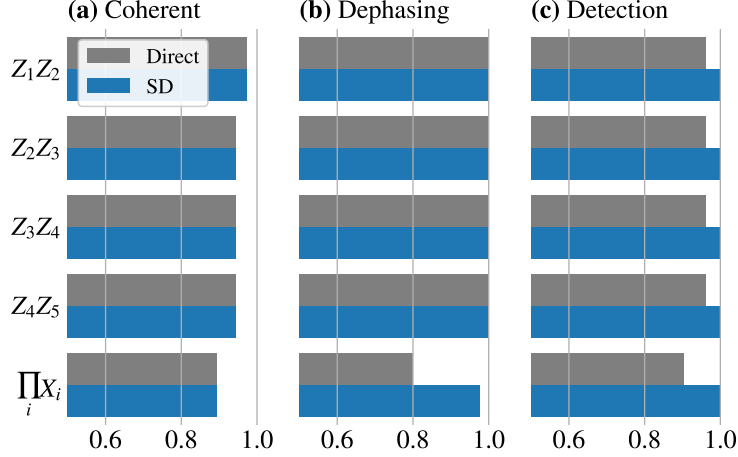 (a) Coherent
(b) Dephasing
(c) Detection
Direct
SD
Z₁Z₂
Z₂Z₃
Z₃Z₄
Z₄Z₅
∏ᵢXᵢ
0.6 0.8 1.0
0.6 0.8 1.0
0.6 0.8 1.0